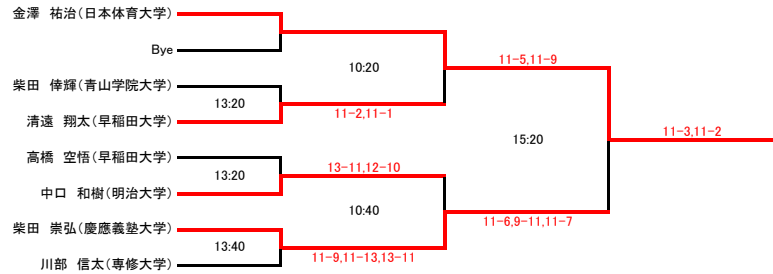 金澤　祐治(日本体育大学)
Bye
柴田　倖輝(青山学院大学)
清遠　翔太(早稲田大学)
高橋　空悟(早稲田大学)
中口　和樹(明治大学)
柴田　崇弘(慶應義塾大学)
川部　信太(専修大学)
13:20
13:20
13:40
10:20
11-2,11-1
13-11,12-10
10:40
11-9,11-13,13-11
11-5,11-9
15:20
11-6,9-11,11-7
11-3,11-2